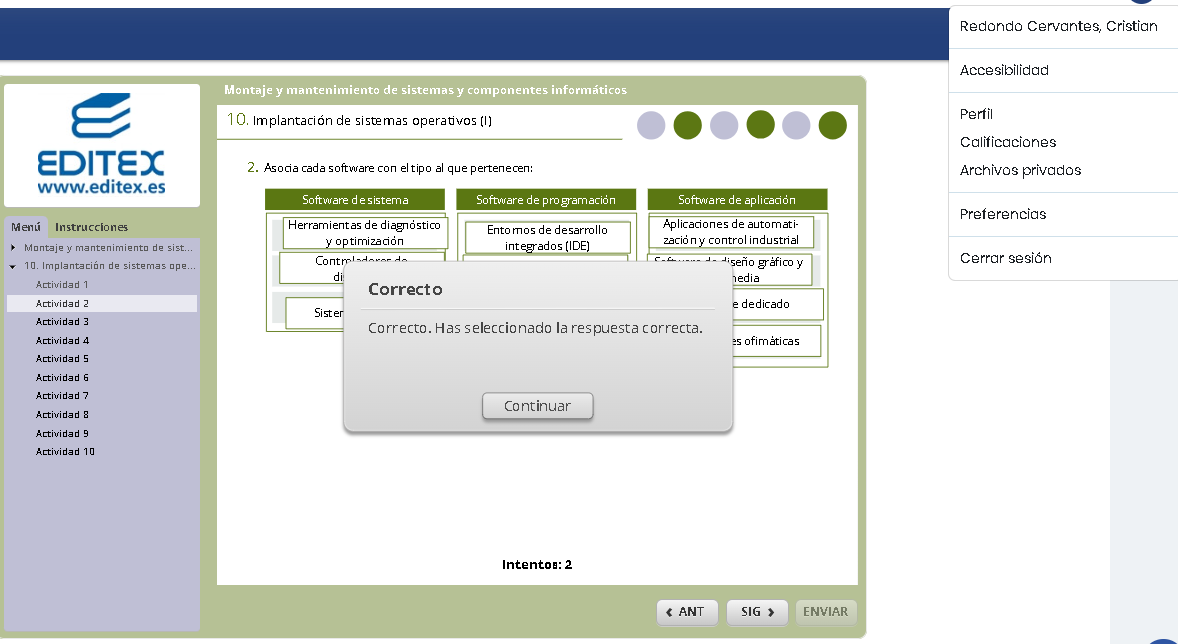 Redondo Cervantes, Cristian
Accesibilidad
Perfil
Calificaciones
Archivos privados
Preferencias
Cerrar sesión
EDITEX
www.editex.es
Menú Instrucciones
Montaje y mantenimiento de sist...
10. Implantación de sistemas ope...
Actividad 1
Actividad 2
Actividad 3
Actividad 4
Actividad 5
Actividad 6
Actividad 7
Actividad 8
Actividad 9
Actividad 10
Montaje y mantenimiento de sistemas y componentes informáticos
10. Implantación de sistemas operativos (I)
2. Asocia cada software con el tipo al que pertenecen:
Software de sistema
Herramientas de diagnóstico
y optimización
Software de programación
Entornos de desarrollo
integrados (IDE)
Software de aplicación
Aplicaciones de automati-
zación y control industrial
diseño gráfico y
e dedicado
es ofimáticas
Correcto
Correcto. Has seleccionado la respuesta correcta.
Continuar
Intentos: 2
ANT
SIG
ENVIAR